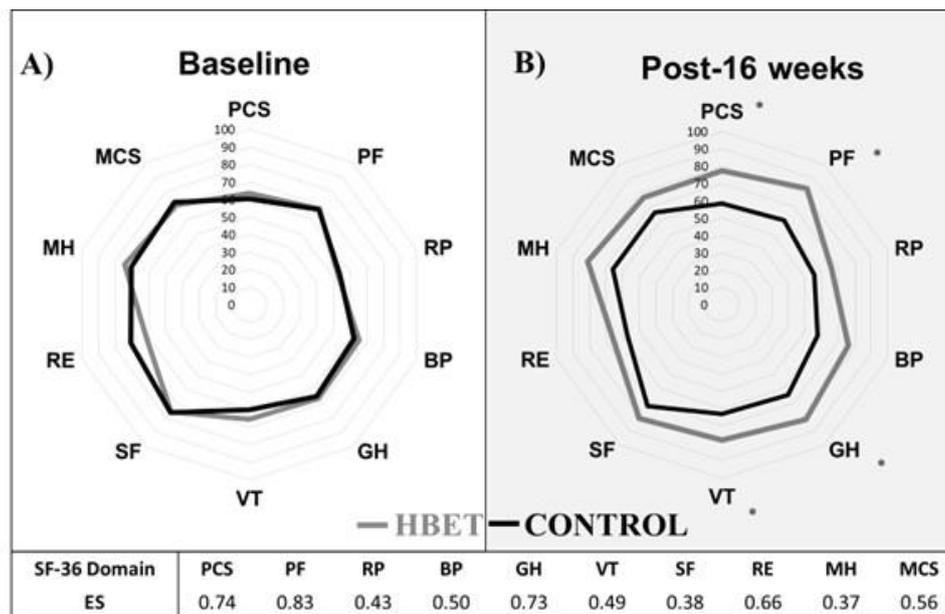 A) Baseline
PCS
PF
RP
BP
GH
VT
SF
RE
MH
MCS
100
90
80
70
60
50
40
30
20
10
0
B) Post-16 weeks
PCS *
PF *
RP
BP
GH *
VT *
SF
RE
MH
MCS
100
90
80
70
60
50
40
30
20
10
0
HBET CONTROL
SF-36 Domain PCS PF RP BP GH VT SF RE MH MCS
ES 0.74 0.83 0.43 0.50 0.73 0.49 0.38 0.66 0.37 0.56